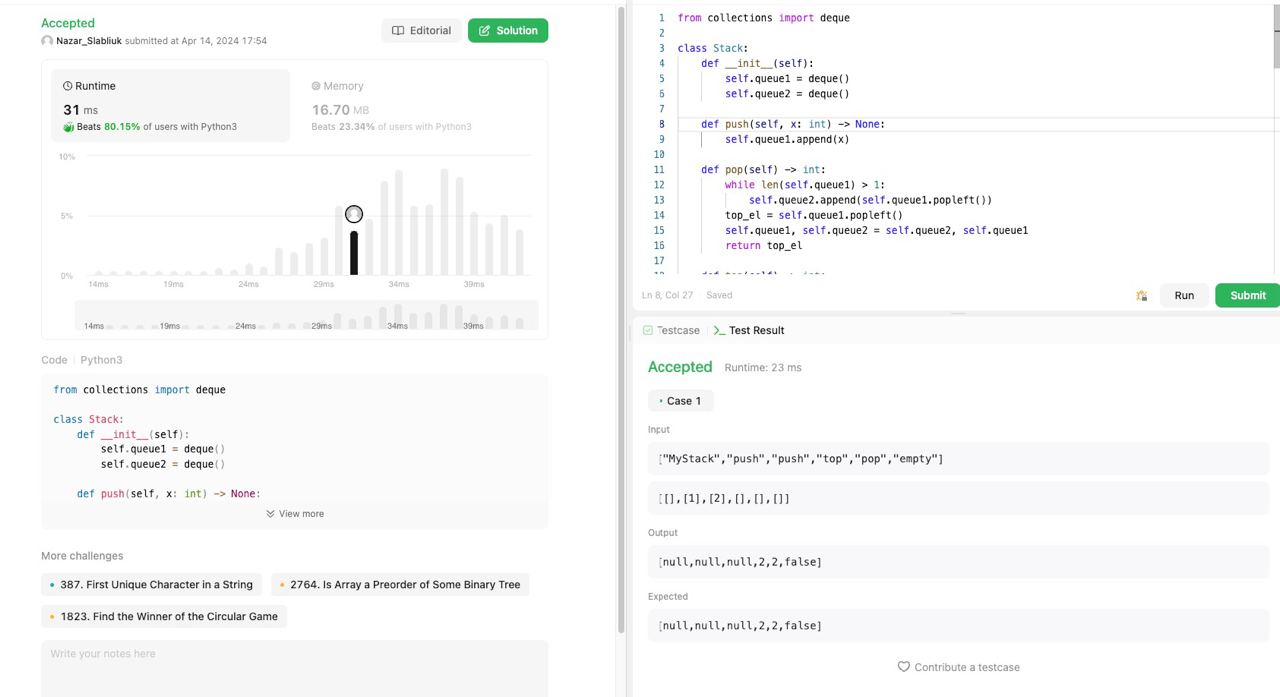 Accepted
Nazar_Slabliuk submitted at Apr 14, 2024 17:54
Editorial
Solution
Runtime
31 ms
Beats 80.15% of users with Python3
Memory
16.70 MB
Beats 23.34% of users with Python3
10%
5%
0%
14ms 19ms 24ms 29ms 34ms 39ms
14ms 19ms 24ms 29ms 34ms 39ms
Code | Python3
from collections import deque
class Stack:
def __init__(self):
self.queue1 = deque()
self.queue2 = deque()
def push(self, x: int) -> None:
View more
More challenges
387. First Unique Character in a String
2764. Is Array a Preorder of Some Binary Tree
1823. Find the Winner of the Circular Game
Write your notes here
1 from collections import deque
2
3 class Stack:
4 def __init__(self):
5 self.queue1 = deque()
6 self.queue2 = deque()
7
8 def push(self, x: int) -> None:
9 self.queue1.append(x)
10
11 def pop(self) -> int:
12 while len(self.queue1) > 1:
13 self.queue2.append(self.queue1.popleft())
14 top_el = self.queue1.popleft()
15 self.queue1, self.queue2 = self.queue2, self.queue1
16 return top_el
17
Ln 8, Col 27 Saved
Run
Submit
Testcase
Test Result
Accepted Runtime: 23 ms
Case 1
Input
["MyStack","push","push","top","pop","empty"]
[[],[1],[2],[],[],[]]
Output
[null,null,null,2,2,false]
Expected
[null,null,null,2,2,false]
Contribute a testcase